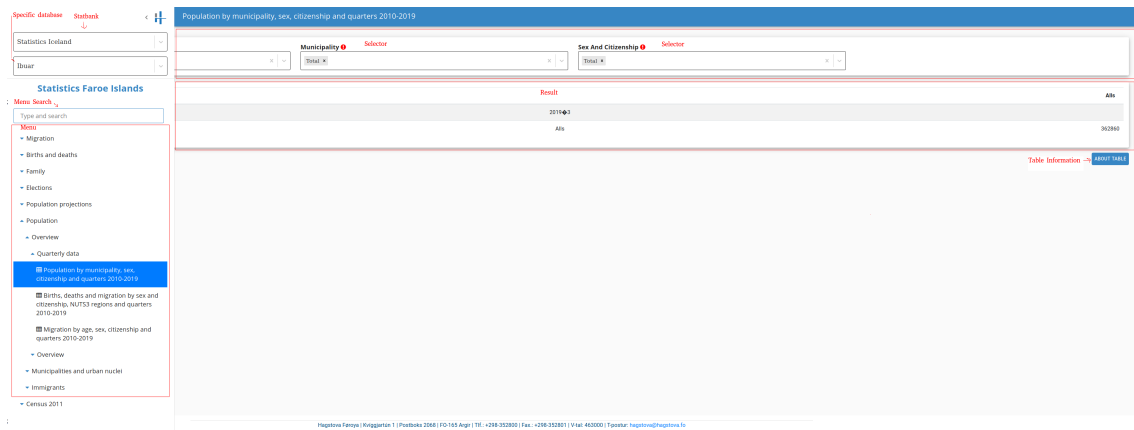 Specific database
Statbank
Statistics Iceland
Ibuar
Statistics Faroe Islands
Menu Search
Type and search
Menu
Migration
Births and deaths
Family
Elections
Population projections
Population
Overview
Quarterly data
Population by municipality, sex,
citizenship and quarters 2010-2019
Births, deaths and migration by sex and
citizenship, NUTS3 regions and quarters
2010-2019
Migration by age, sex, citizenship and
quarters 2010-2019
Overview
Municipalities and urban nuclei
Immigrants
Census 2011
Population by municipality, sex, citizenship and quarters 2010-2019
Municipality
Selector
Total ×
Sex And Citizenship
Selector
Total ×
Result
Alls
2019�3
Alls
362860
Table Information
ABOUT TABLE
Hagstova Føroya | Kviggjartún 1 | Postboks 2068 | FO-165 Argir | Tlf.: +298-352800 | Fax.: +298-352801 | V-tal: 463000 | T-postur: hagstova@hagstova.fo